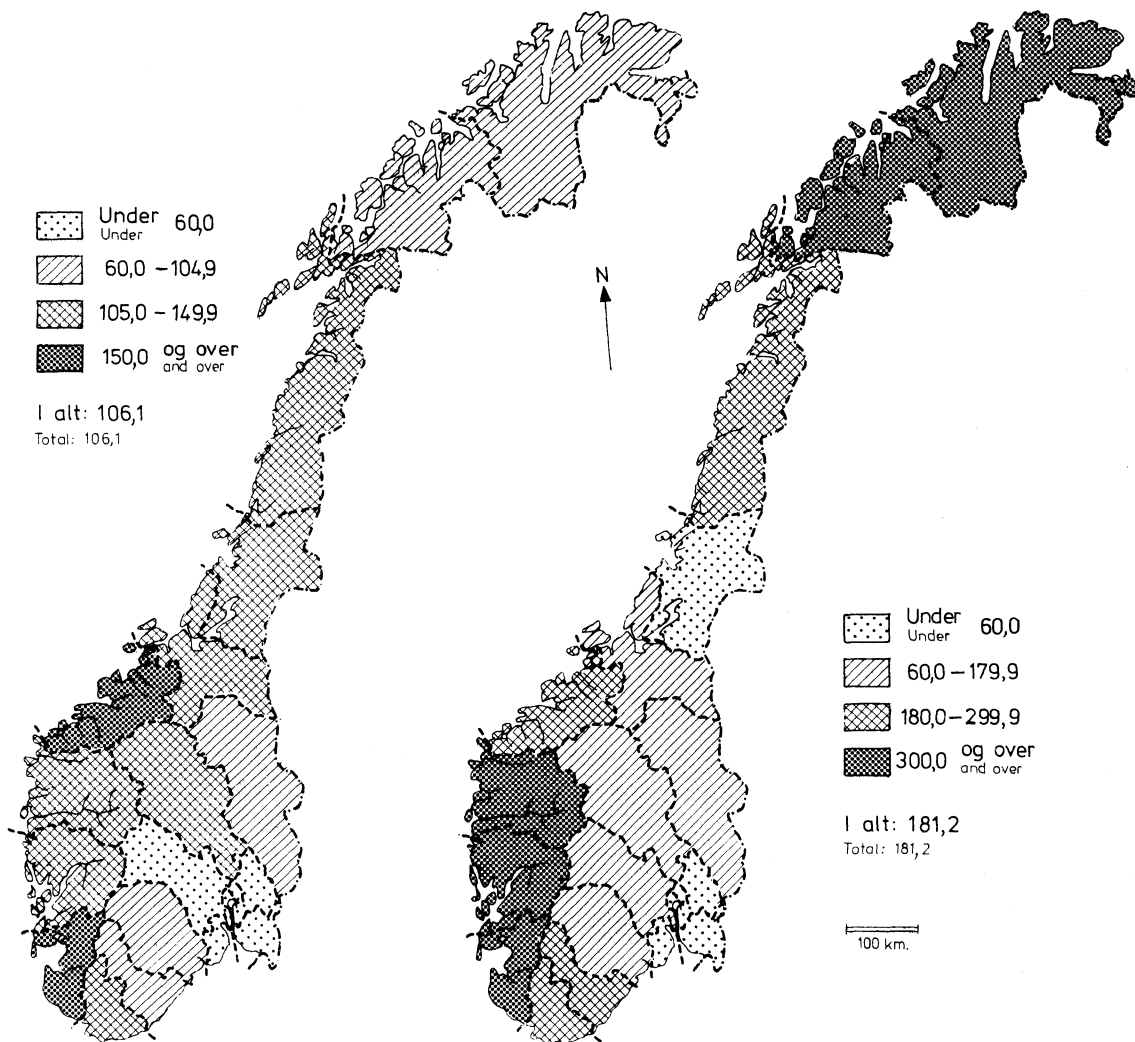 Under 60,0
Under
60,0 – 104,9
105,0 – 149,9
150,0 og over
and over
I alt: 106,1
Total: 106,1
N
Under 60,0
Under
60,0 – 179,9
180,0 – 299,9
300,0 og over
and over
I alt: 181,2
Total: 181,2
100 km.